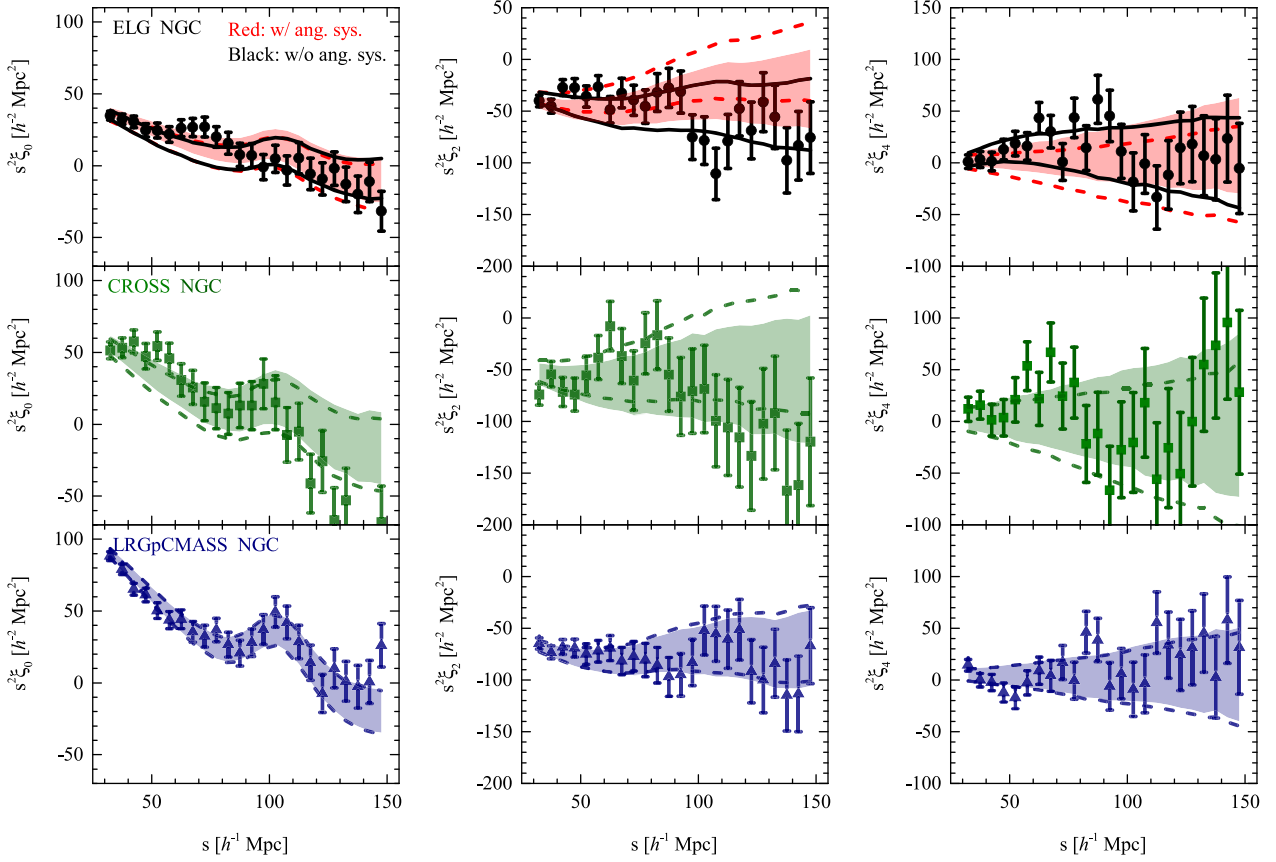 ELG NGC
Red: w/ ang. sys.
Black: w/o ang. sys.
s²ξ₀ [h⁻² Mpc²]
100
50
0
-50
s²ξ₂ [h⁻² Mpc²]
50
0
-50
-100
-150
-200
s²ξ₄ [h⁻² Mpc²]
150
100
50
0
-50
-100
CROSS NGC
s²ξ₀ [h⁻² Mpc²]
100
50
0
-50
s²ξ₂ [h⁻² Mpc²]
0
-50
-100
-150
-200
s²ξ₄ [h⁻² Mpc²]
100
50
0
-50
-100
LRGpCMASS NGC
s²ξ₀ [h⁻² Mpc²]
100
50
0
-50
50 100 150
s [h⁻¹ Mpc]
s²ξ₂ [h⁻² Mpc²]
0
-50
-100
-150
-200
50 100 150
s [h⁻¹ Mpc]
s²ξ₄ [h⁻² Mpc²]
100
50
0
-50
-100
50 100 150
s [h⁻¹ Mpc]